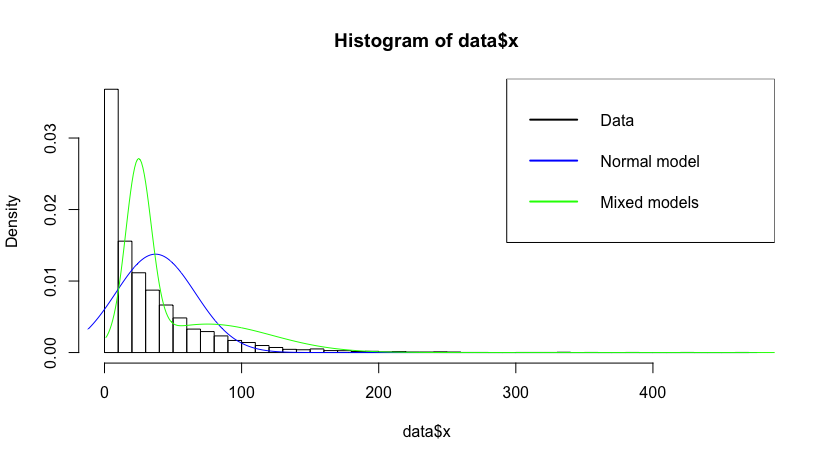 Histogram of data$x
Data
Normal model
Mixed models
Density
0.03
0.02
0.01
0.00
0 100 200 300 400
data$x